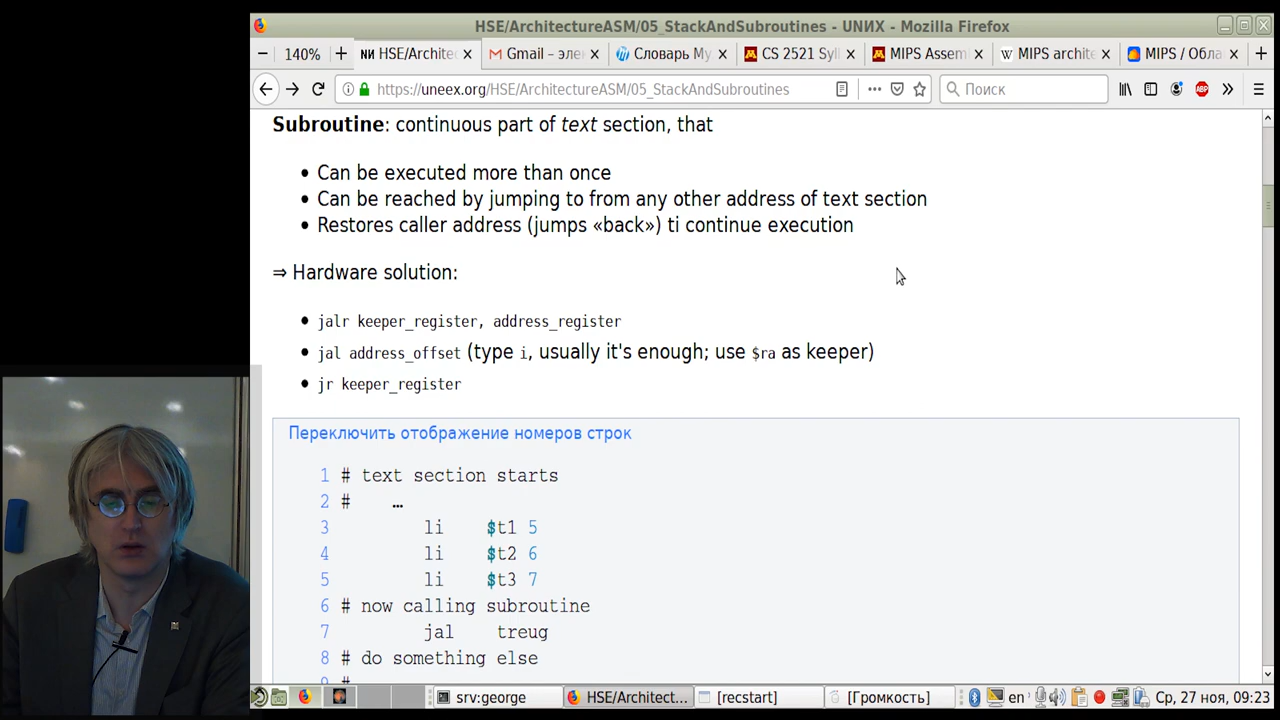 HSE/ArchitectureASM/05_StackAndSubroutines - UNИX - Mozilla Firefox
140% NИ HSE/Archite Gmail – эле Словарь Му CS 2521 Syl MIPS Assem MIPS archite MIPS / Обла
https://uneex.org/HSE/ArchitectureASM/05_StackAndSubroutines Поиск ABP
Subroutine: continuous part of text section, that
• Can be executed more than once
• Can be reached by jumping to from any other address of text section
• Restores caller address (jumps «back») ti continue execution
⇒ Hardware solution:
• jalr keeper_register, address_register
• jal address_offset (type i, usually it's enough; use $ra as keeper)
• jr keeper_register
Переключить отображение номеров строк
1 # text section starts
2 # …
3 li $t1 5
4 li $t2 6
5 li $t3 7
6 # now calling subroutine
7 jal treug
8 # do something else
9 #
srv:george HSE/Architect... [recstart] [Громкость] en Ср, 27 ноя, 09:23